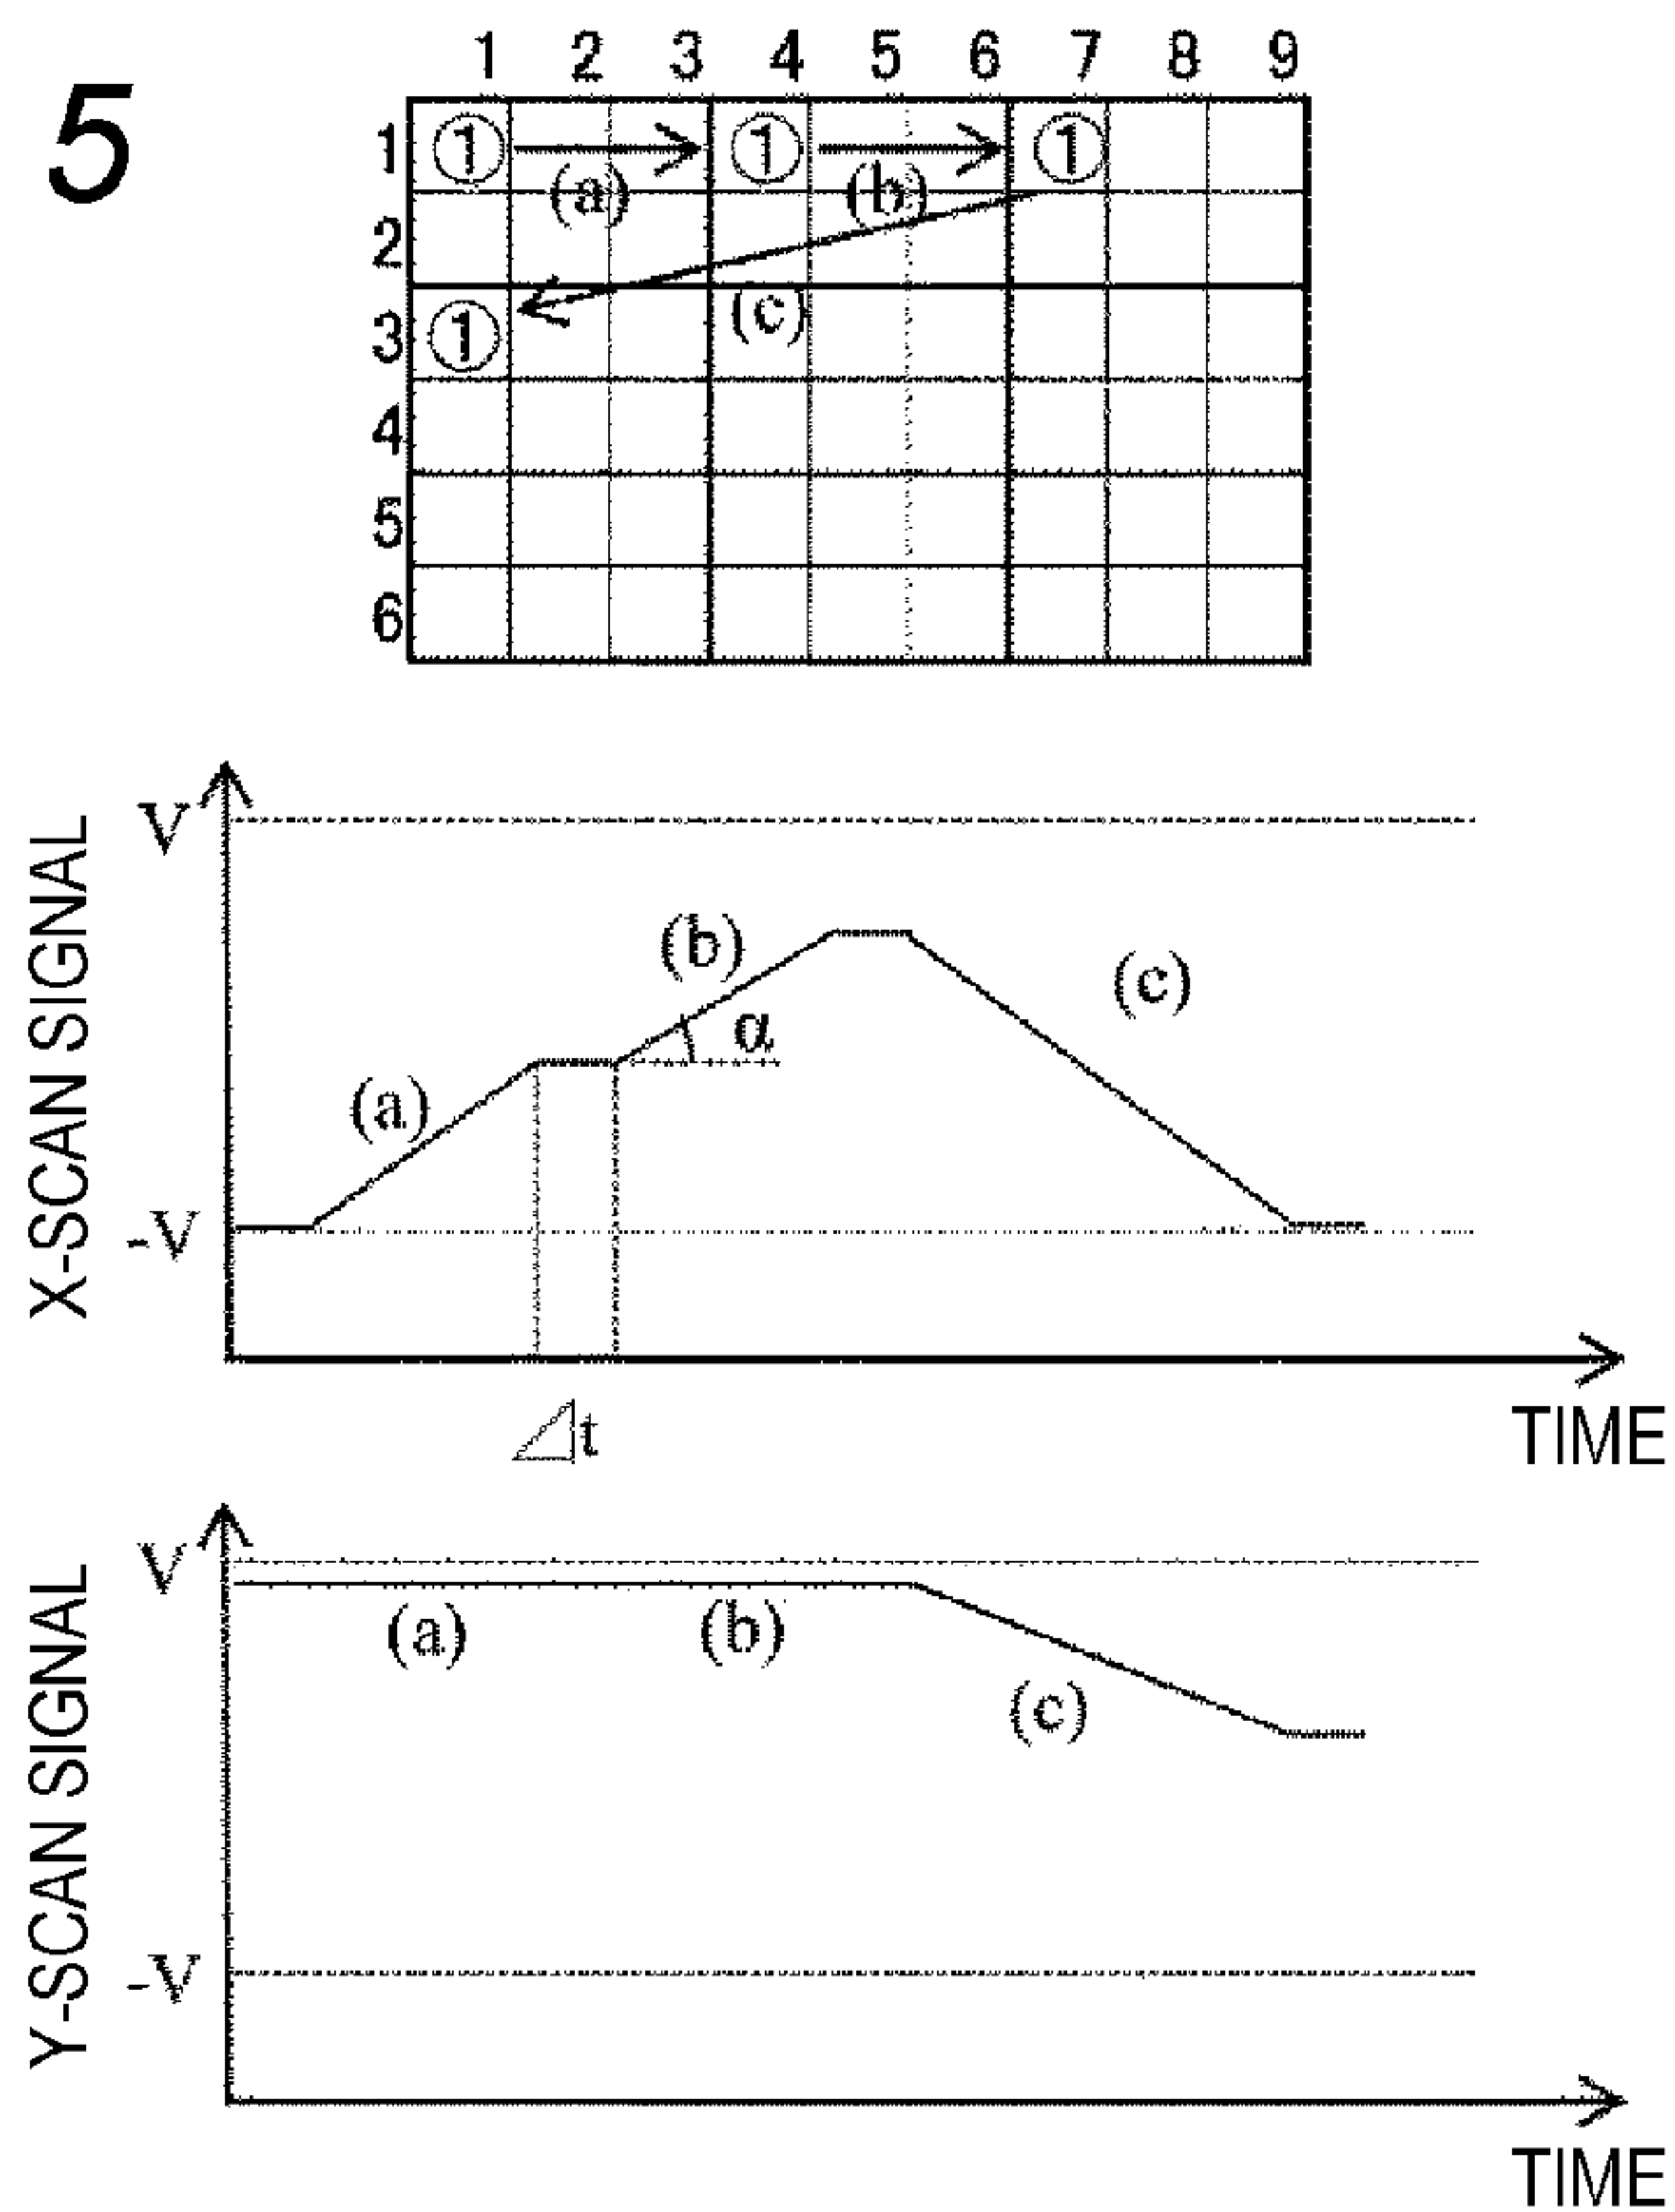 5
1 2 3 4 5 6 7 8 9
1 ① ① ①
(a) (b)
2
(c)
3 ①
4
5
6
X-SCAN SIGNAL
V
(b)
(c)
α
(a)
-V
⊿t
TIME
Y-SCAN SIGNAL
V
(a) (b)
(c)
-V
TIME